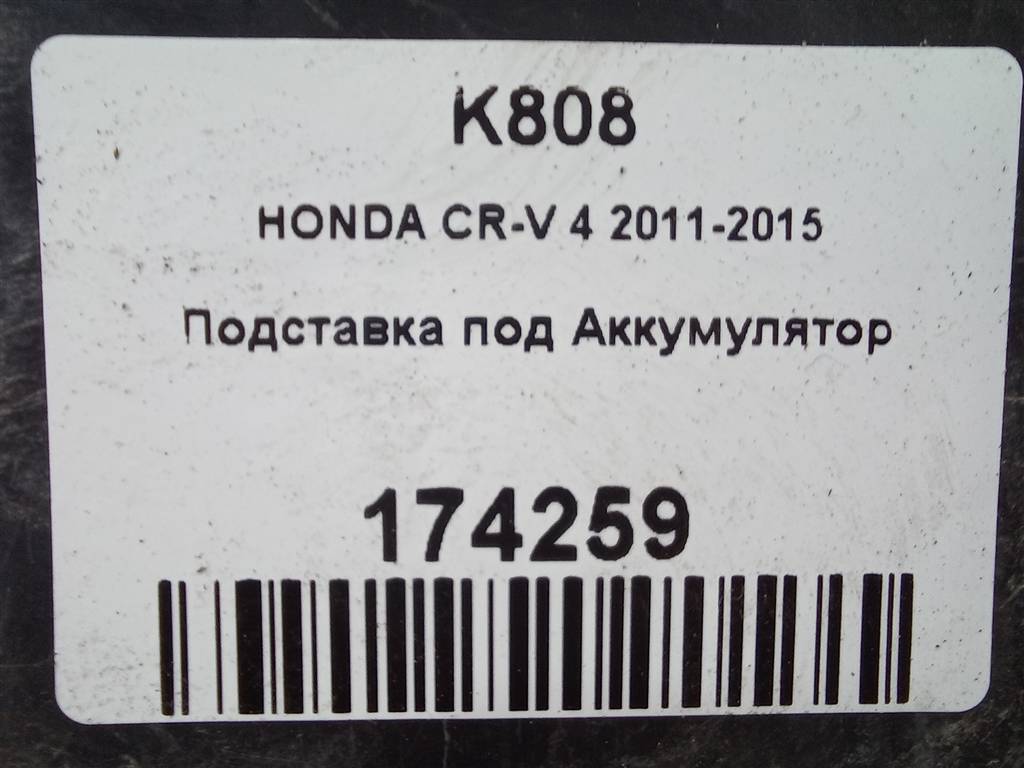 K808
HONDA CR-V 4 2011-2015
Подставка под Аккумулятор
174259